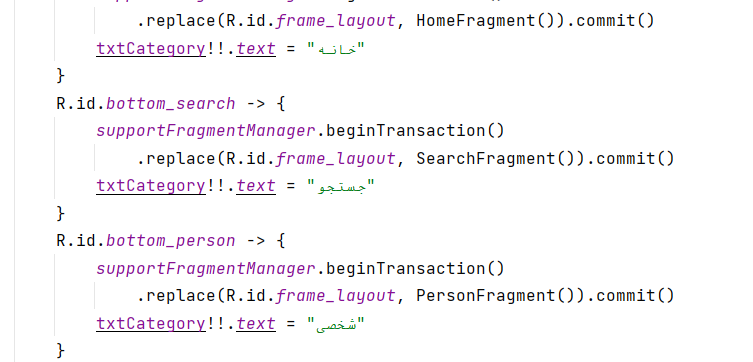 .replace(R.id.frame_layout, HomeFragment()).commit()
txtCategory!!.text = "خانه"
}
R.id.bottom_search -> {
supportFragmentManager.beginTransaction()
.replace(R.id.frame_layout, SearchFragment()).commit()
txtCategory!!.text = "جستجو"
}
R.id.bottom_person -> {
supportFragmentManager.beginTransaction()
.replace(R.id.frame_layout, PersonFragment()).commit()
txtCategory!!.text = "شخصی"
}